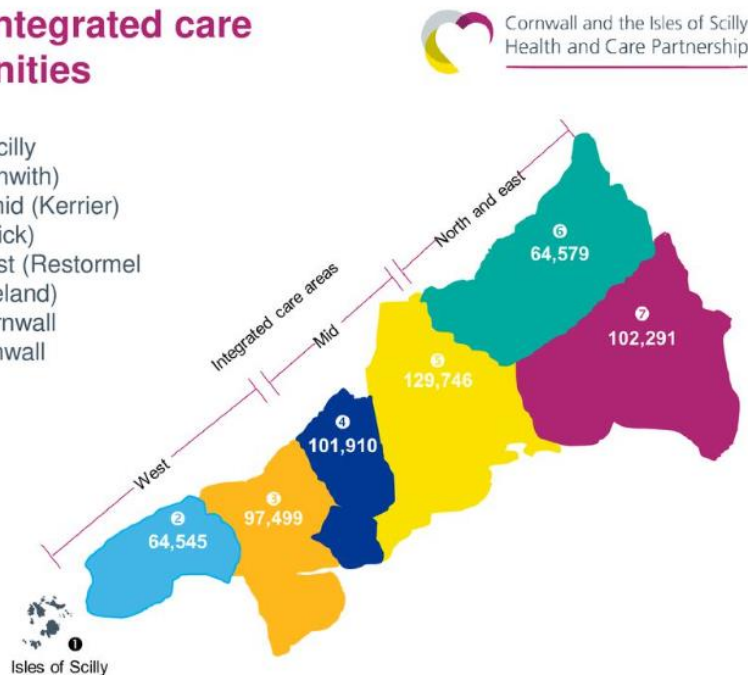 ntegrated care
nities
Cornwall and the Isles of Scilly
Health and Care Partnership
cilly
nwith)
nid (Kerrier)
ick)
st (Restormel
eland)
rnwall
nwall
North and east
Integrated care areas
Mid
West
6
64,579
7
102,291
5
129,746
4
101,910
3
97,499
2
64,545
1
Isles of Scilly